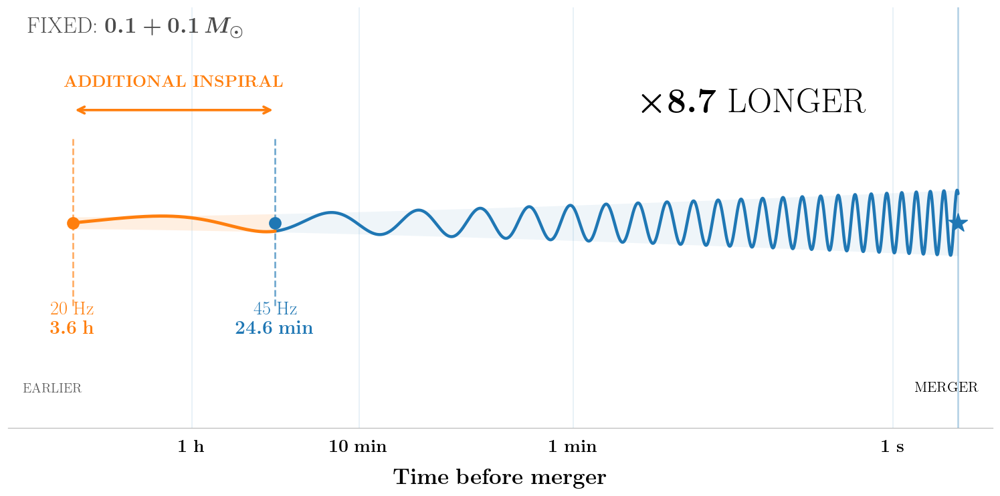 FIXED: 0.1 + 0.1 M☉
ADDITIONAL INSPIRAL
×8.7 LONGER
20 Hz
3.6 h
45 Hz
24.6 min
EARLIER
MERGER
1 h
10 min
1 min
1 s
Time before merger